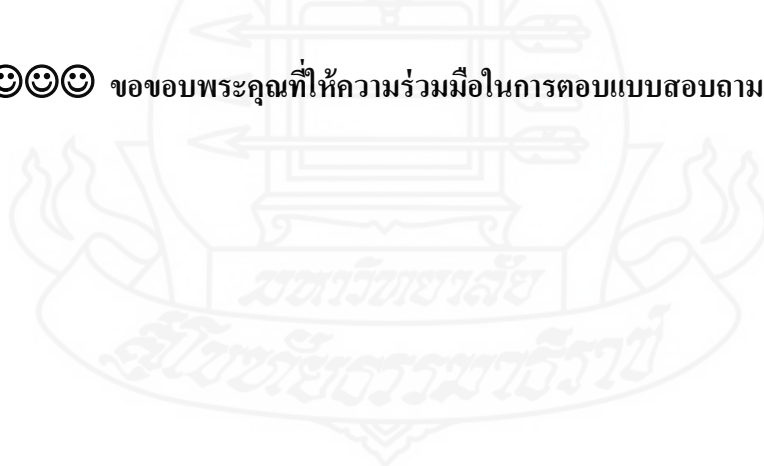 ☺☺☺ ขอขอบพระคุณที่ให้ความร่วมมือในการตอบแบบสอบถาม
มหาวิทยาลัย
สุโขทัยธรรมาธิราช